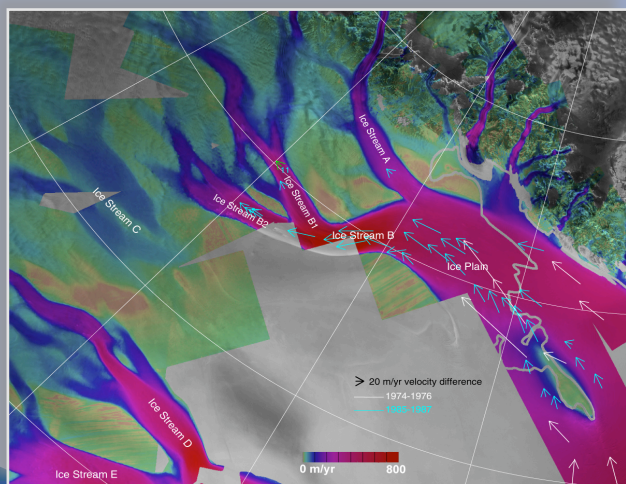 Ice Stream A
Ice Stream B1
Ice Stream B2
Ice Stream C
Ice Stream B
Ice Plain
20 m/yr velocity difference
1974-1976
Ice Stream D
0 m/yr 800
Ice Stream E